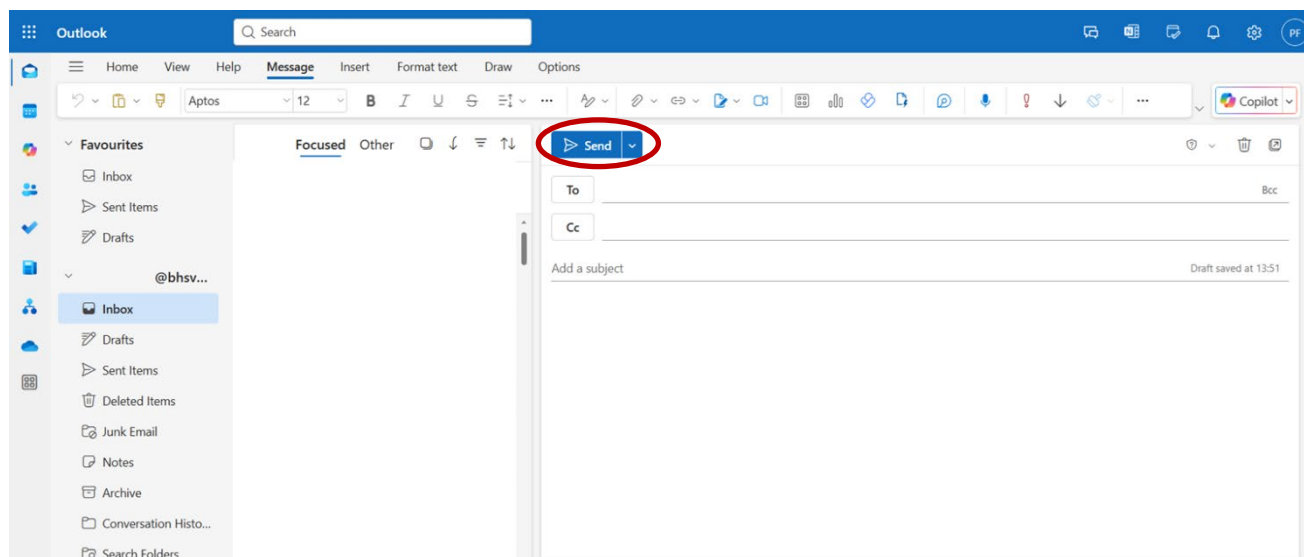 Outlook
Search
PF
Home View Help Message Insert Format text Draw Options
Aptos 12 B I U S Copilot
Favourites
Focused Other
Send
Inbox
To
Bcc
Sent Items
Cc
Drafts
Add a subject
Draft saved at 13:51
@bhsv...
Inbox
Drafts
Sent Items
Deleted Items
Junk Email
Notes
Archive
Conversation Histo...
Search Folders